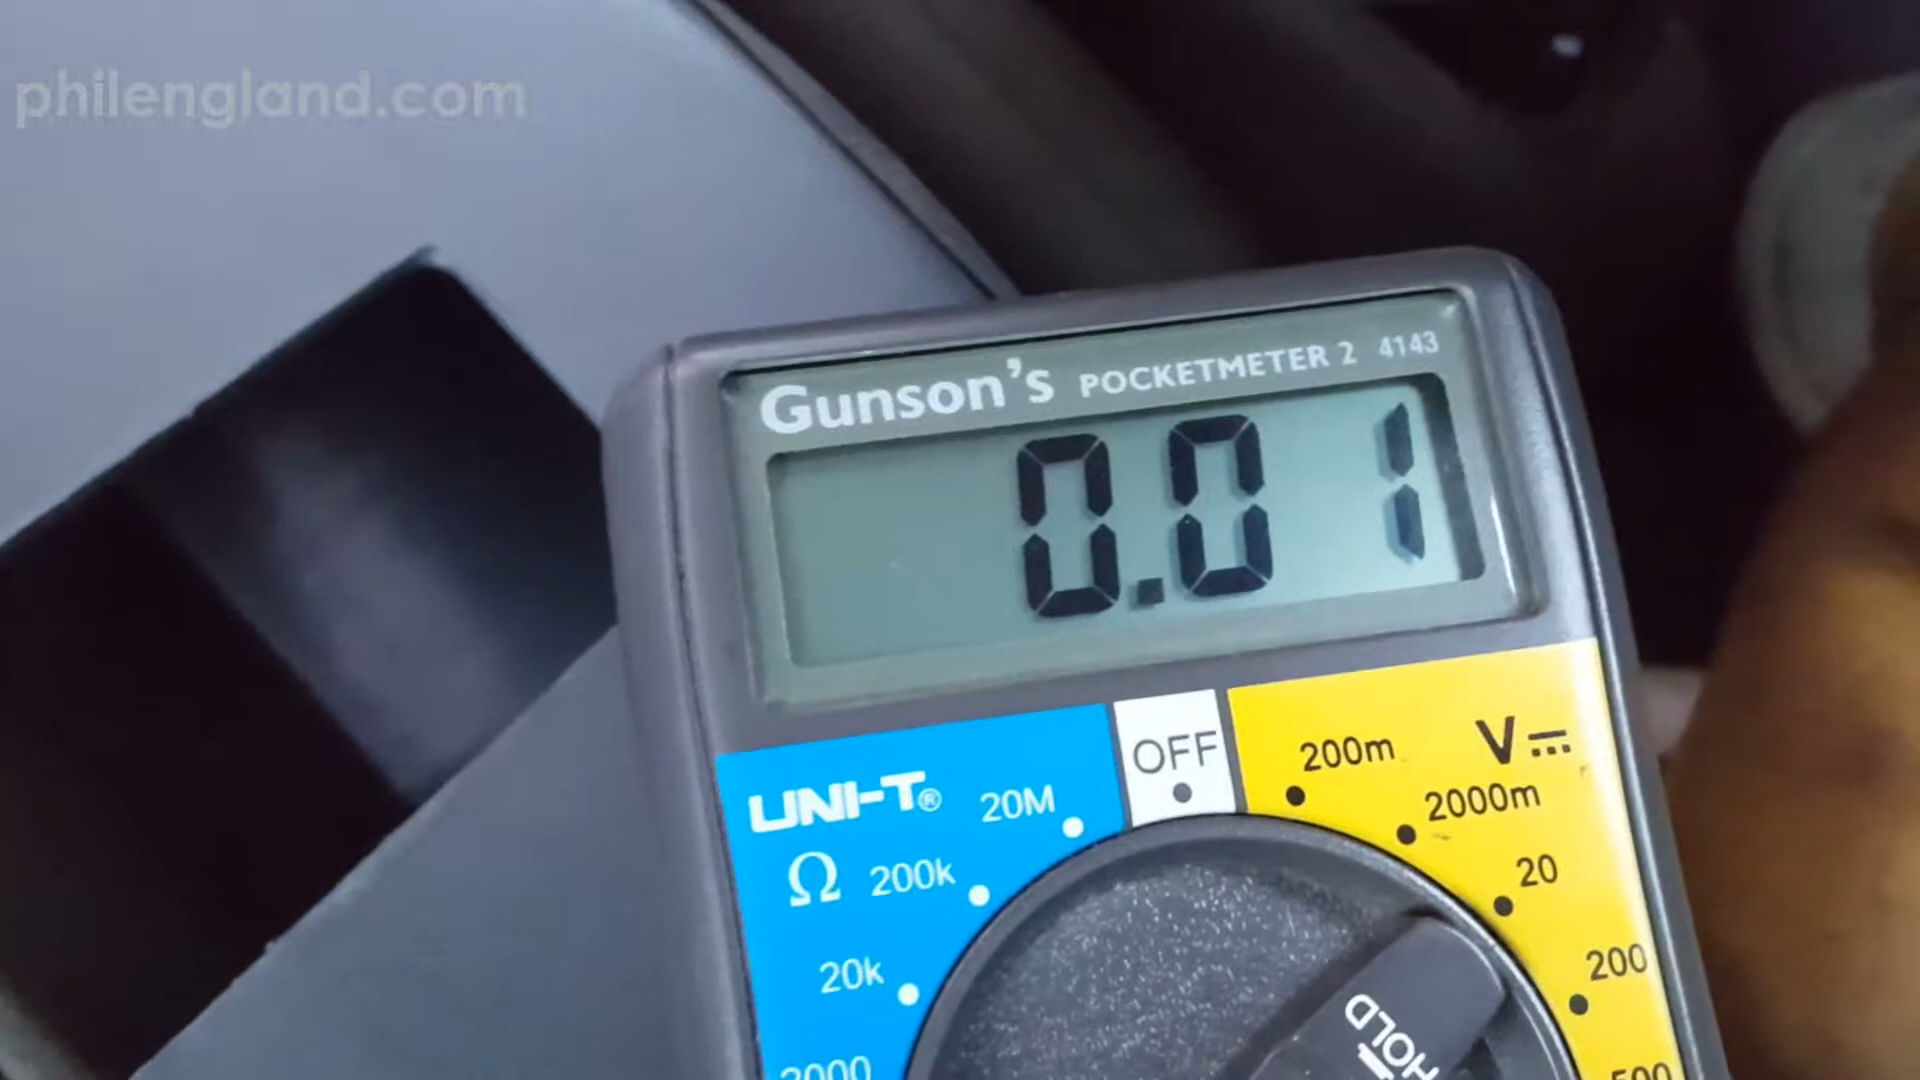 philengland.com
Gunson's POCKETMETER 2 4143
0.01
OFF
200m V
UNI-T® 20M
2000m
Ω 200k
20
20k
200
2000
500
HOLD